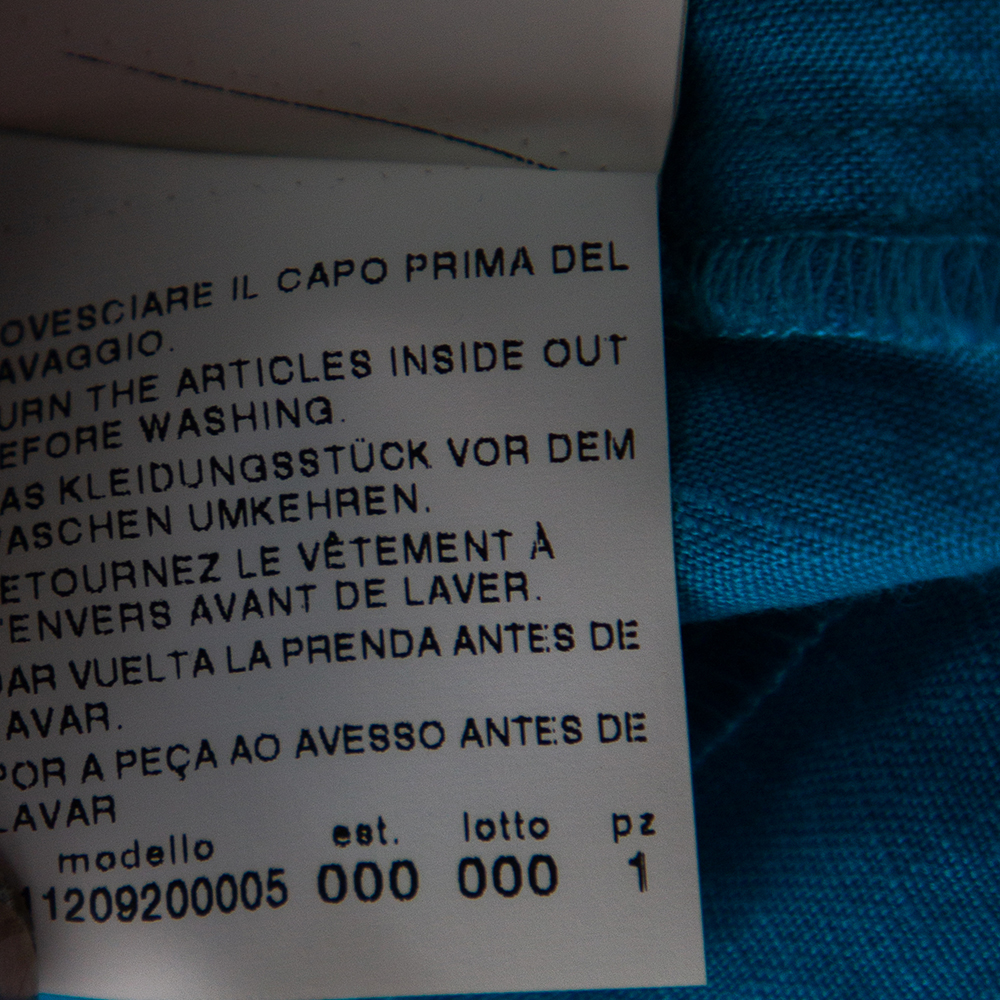 OVESCIARE IL CAPO PRIMA DEL
AVAGGIO.
URN THE ARTICLES INSIDE OUT
EFORE WASHING.
AS KLEIDUNGSSTÜCK VOR DEM
ASCHEN UMKEHREN.
ETOURNEZ LE VÊTEMENT À
'ENVERS AVANT DE LAVER.
DAR VUELTA LA PRENDA ANTES DE
AVAR.
POR A PEÇA AO AVESSO ANTES DE
LAVAR
modello est. lotto pz
11209200005 000 000 1